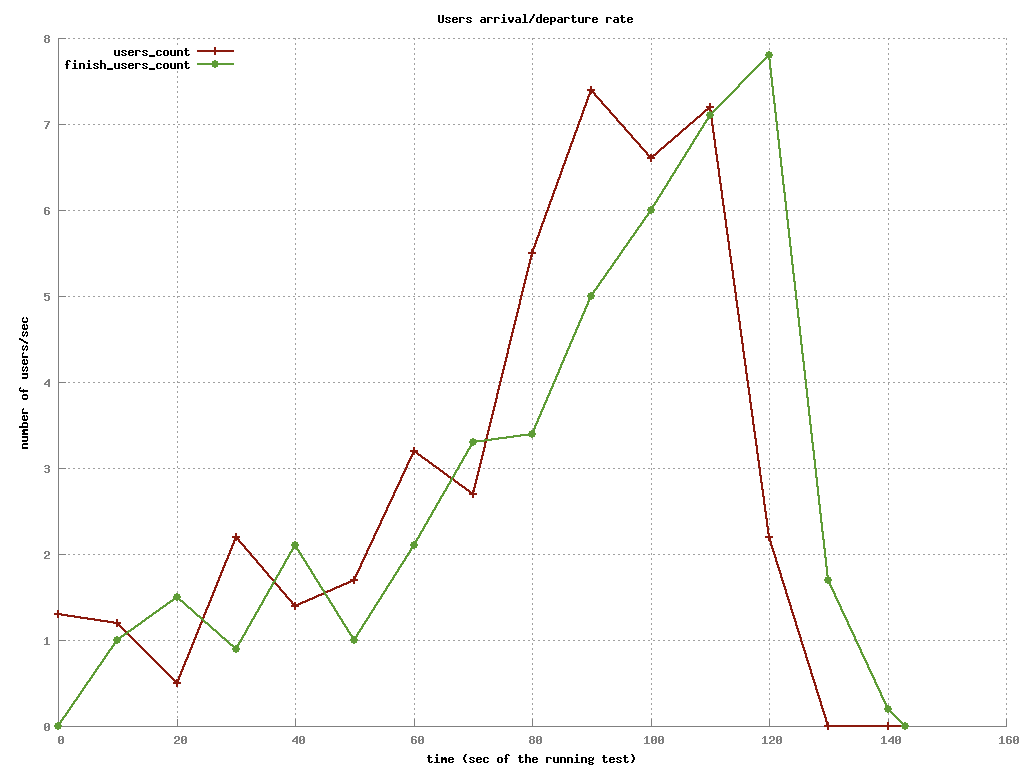 Users arrival/departure rate
users_count
finish_users_count
number of users/sec
8
7
6
5
4
3
2
1
0
0 20 40 60 80 100 120 140 160
time (sec of the running test)